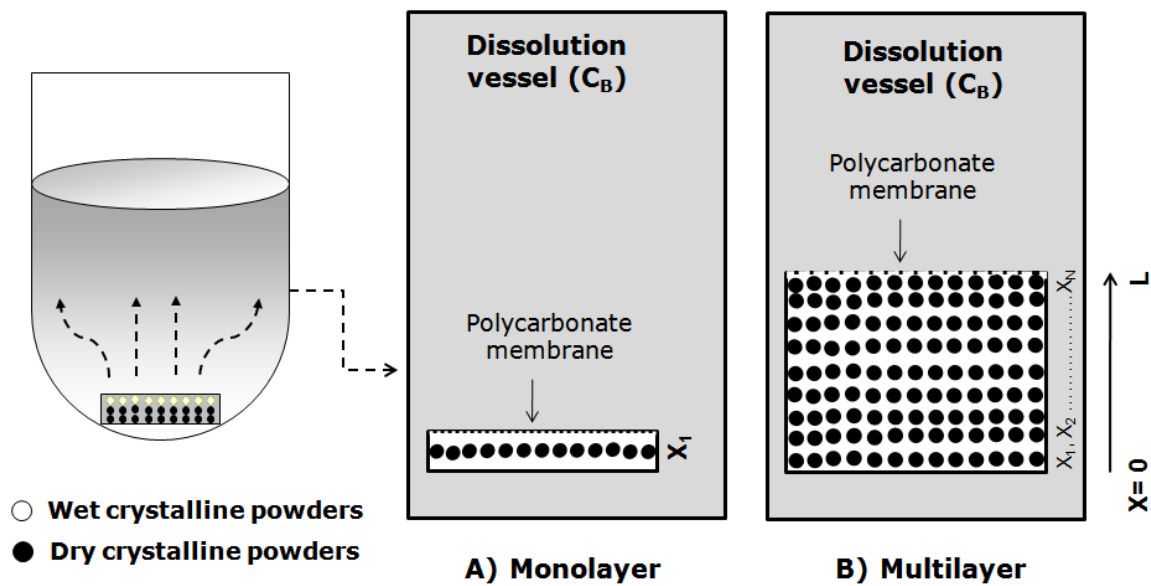 Dissolution
vessel (C_B)
Polycarbonate
membrane
X_1
A) Monolayer
Dissolution
vessel (C_B)
Polycarbonate
membrane
X_1, X_2 ............ X_N
X= 0
L
B) Multilayer
Wet crystalline powders
Dry crystalline powders